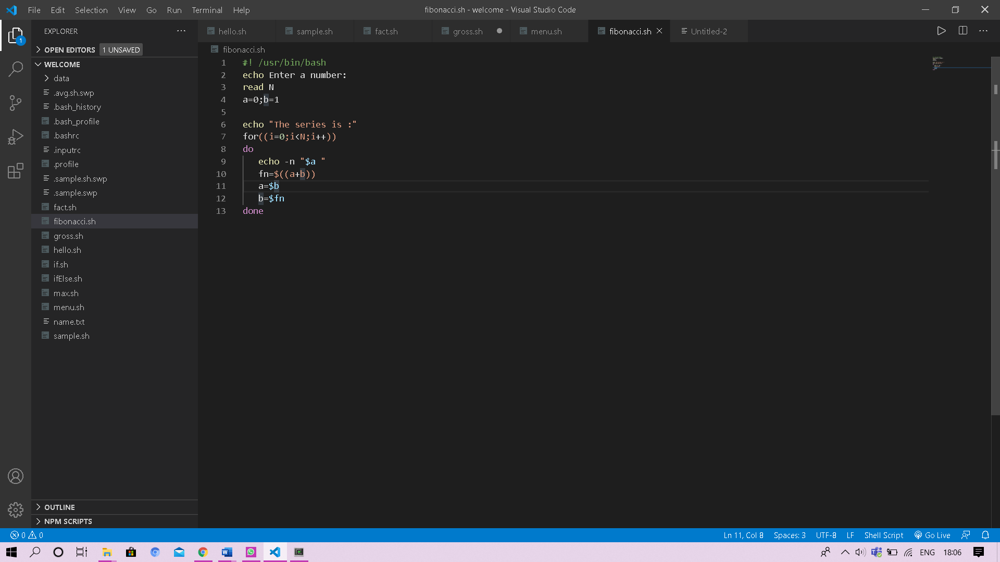 File Edit Selection View Go Run Terminal Help
fibonacci.sh - welcome - Visual Studio Code
EXPLORER
hello.sh
sample.sh
fact.sh
gross.sh
menu.sh
fibonacci.sh
Untitled-2
OPEN EDITORS 1 UNSAVED
fibonacci.sh
WELCOME
data
.avg.sh.swp
.bash_history
.bash_profile
.bashrc
.inputrc
.profile
.sample.sh.swp
.sample.swp
fact.sh
fibonacci.sh
gross.sh
hello.sh
if.sh
ifElse.sh
max.sh
menu.sh
name.txt
sample.sh
1 #! /usr/bin/bash
2 echo Enter a number:
3 read N
4 a=0;b=1
5
6 echo "The series is :"
7 for((i=0;i<N;i++))
8 do
9 echo -n "$a "
10 fn=$((a+b))
11 a=$b
12 b=$fn
13 done
1
OUTLINE
NPM SCRIPTS
0 0
Ln 11, Col 8 Spaces: 3 UTF-8 LF Shell Script Go Live
ENG 18:06